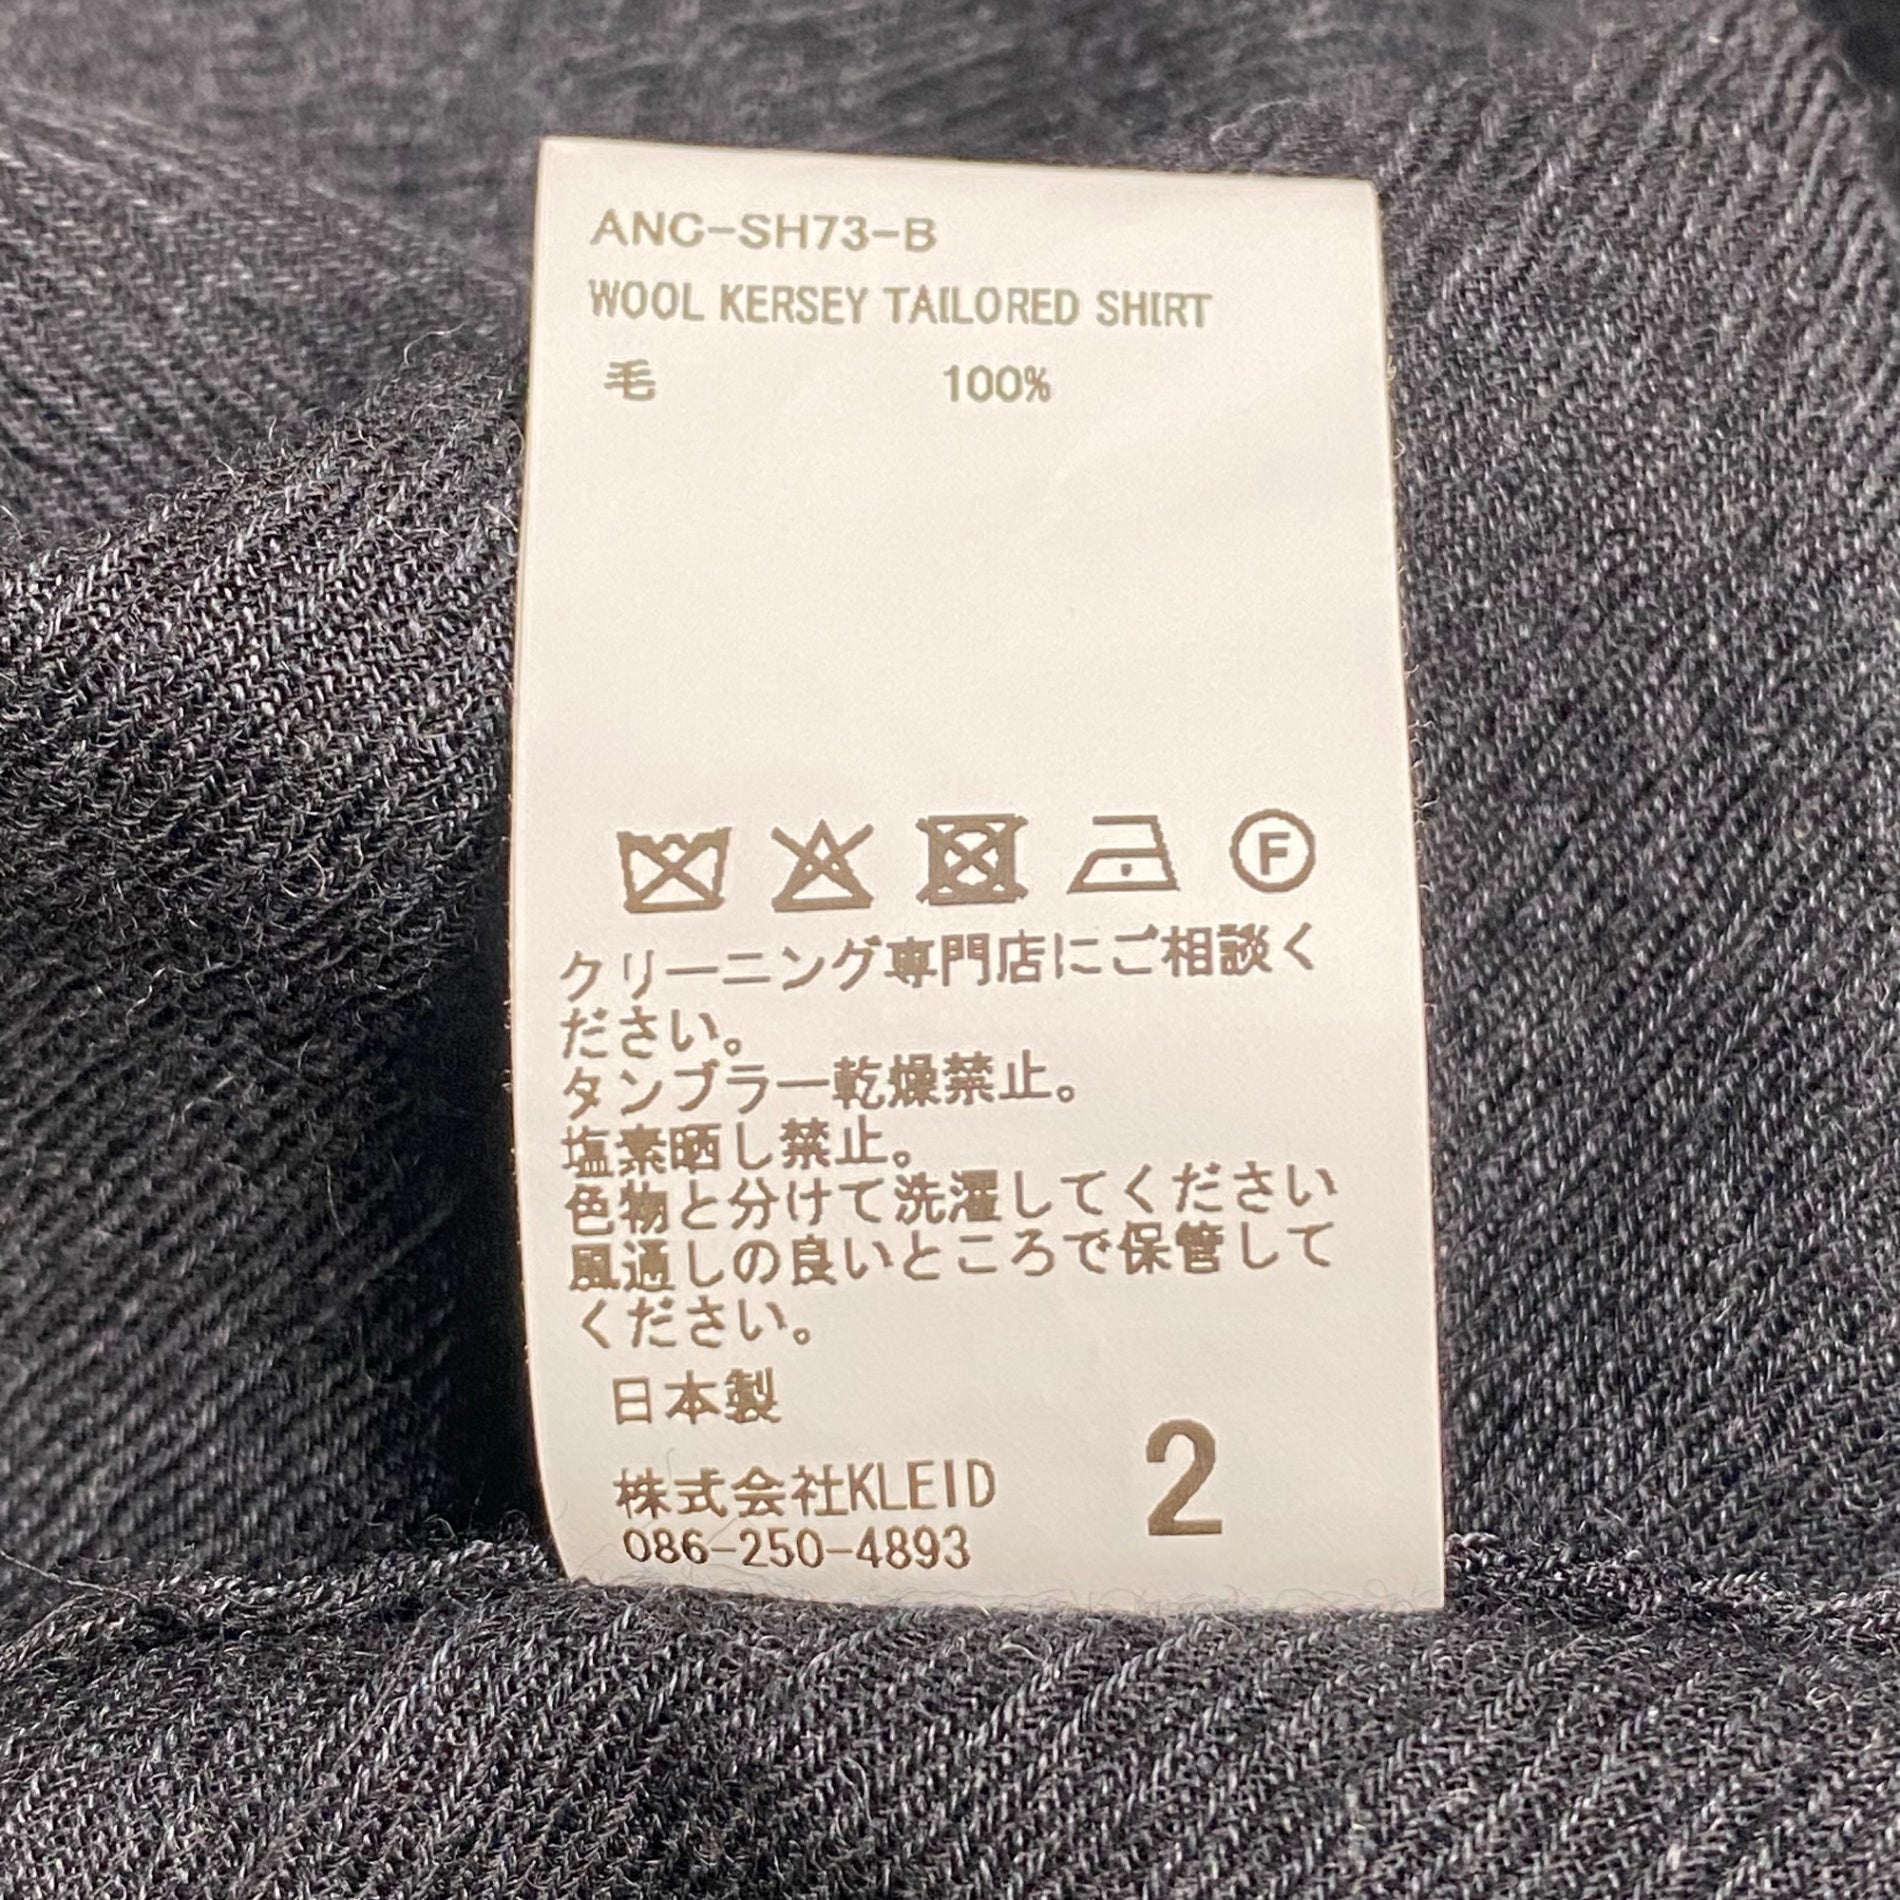 ANC-SH73-B
WOOL KERSEY TAILORED SHIRT
毛 100%
F
クリーニング専門店にご相談く
ださい。
タンブラー乾燥禁止。
塩素晒し禁止。
色物と分けて洗濯してください
風通しの良いところで保管して
ください。
日本製
株式会社KLEID
086-250-4893
2